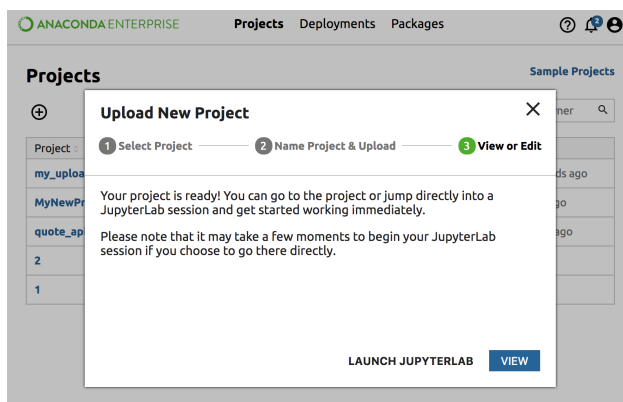 ANACONDA ENTERPRISE Projects Deployments Packages 2
Projects Sample Projects
Upload New Project
ner
1 Select Project 2 Name Project & Upload 3 View or Edit
Project
my_uploa ds ago
Your project is ready! You can go to the project or jump directly into a
MyNewPr go
JupyterLab session and get started working immediately.
quote_api ago
Please note that it may take a few moments to begin your JupyterLab
session if you choose to go there directly.
2
1
LAUNCH JUPYTERLAB VIEW